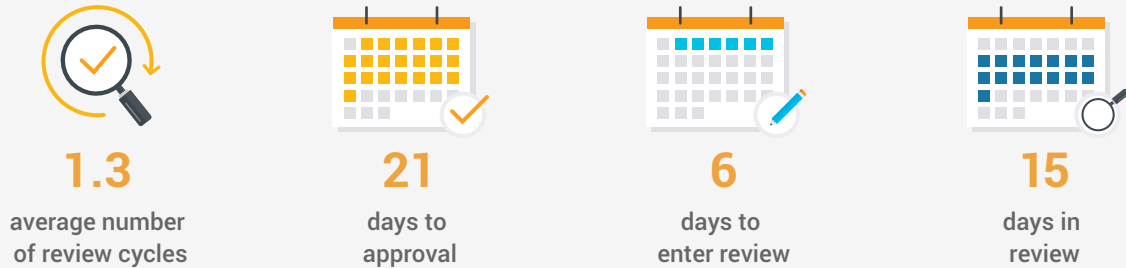 1.3
average number
of review cycles
21
days to
approval
6
days to
enter review
15
days in
review